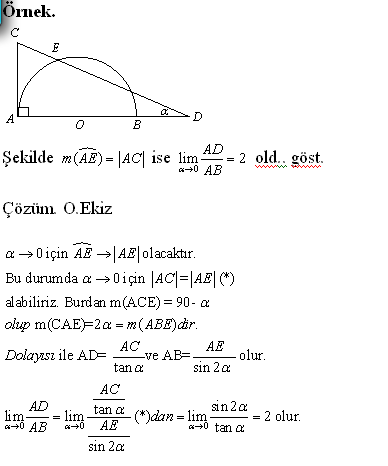 Örnek.
C
E
A
O
B
α
D
Şekilde m(A͡E) = |AC| ise lim_{α→0} AD/AB = 2 old.. göst.
Çözüm. O.Ekiz
α → 0 için A͡E → |AE| olacaktır.
Bu durumda α → 0 için |AC|=|AE| (*)
alabiliriz. Burdan m(ACE) = 90- α
olup m(CAE)=2α = m(ABE)dir.
Dolayısı ile AD= AC/tan α ve AB= AE/sin 2α olur.
lim_{α→0} AD/AB = lim_{α→0} (AC/tan α)/(AE/sin 2α) (*)dan = lim_{α→0} sin 2α/tan α = 2 olur.